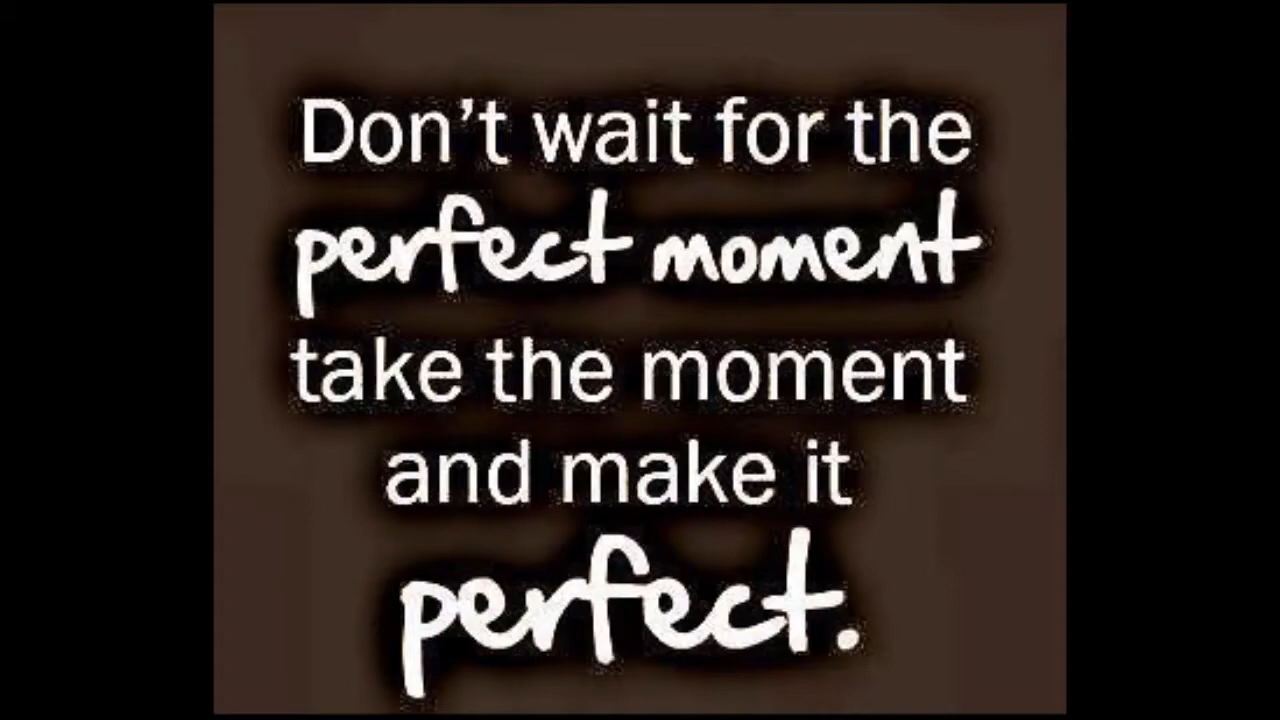 Don’t wait for the
perfect moment
take the moment
and make it
perfect.